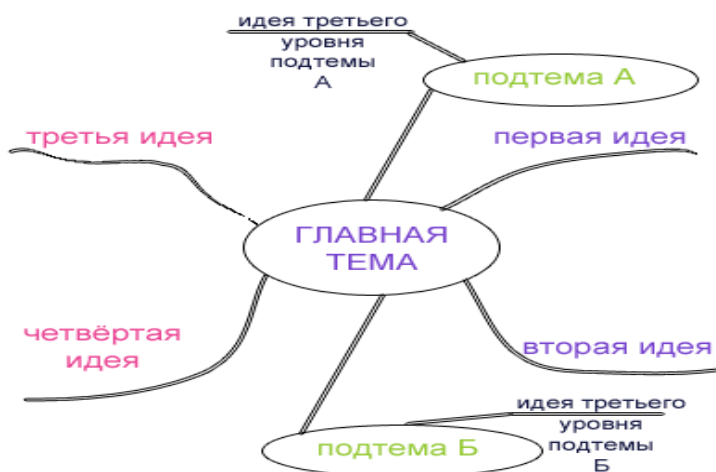 идея третьего
уровня
подтемы
А
подтема А
третья идея
первая идея
ГЛАВНАЯ
ТЕМА
четвёртая
идея
вторая идея
идея третьего
уровня
подтемы
Б
подтема Б